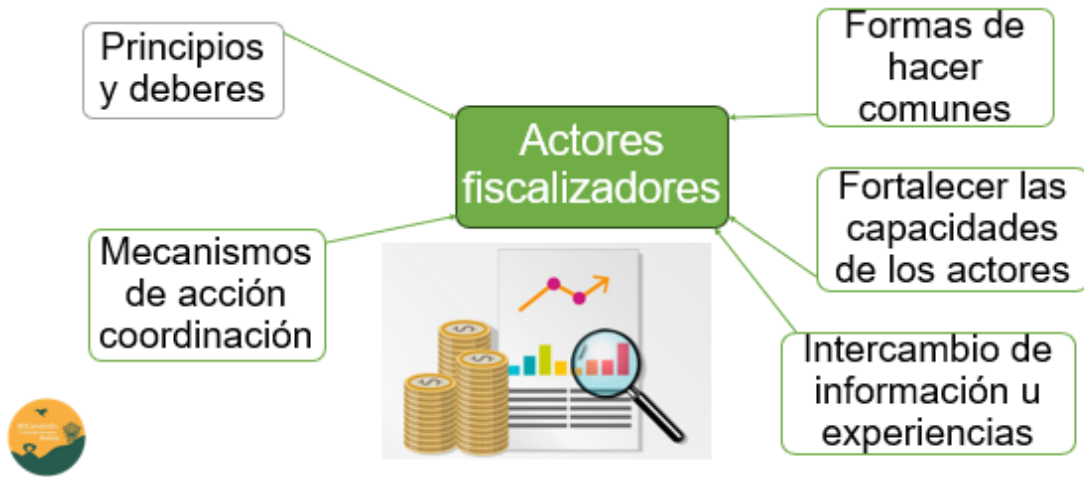 Principios
y deberes
Actores
fiscalizadores
Formas de
hacer
comunes
Mecanismos
de acción
coordinación
Fortalecer las
capacidades
de los actores
Intercambio de
información u
experiencias